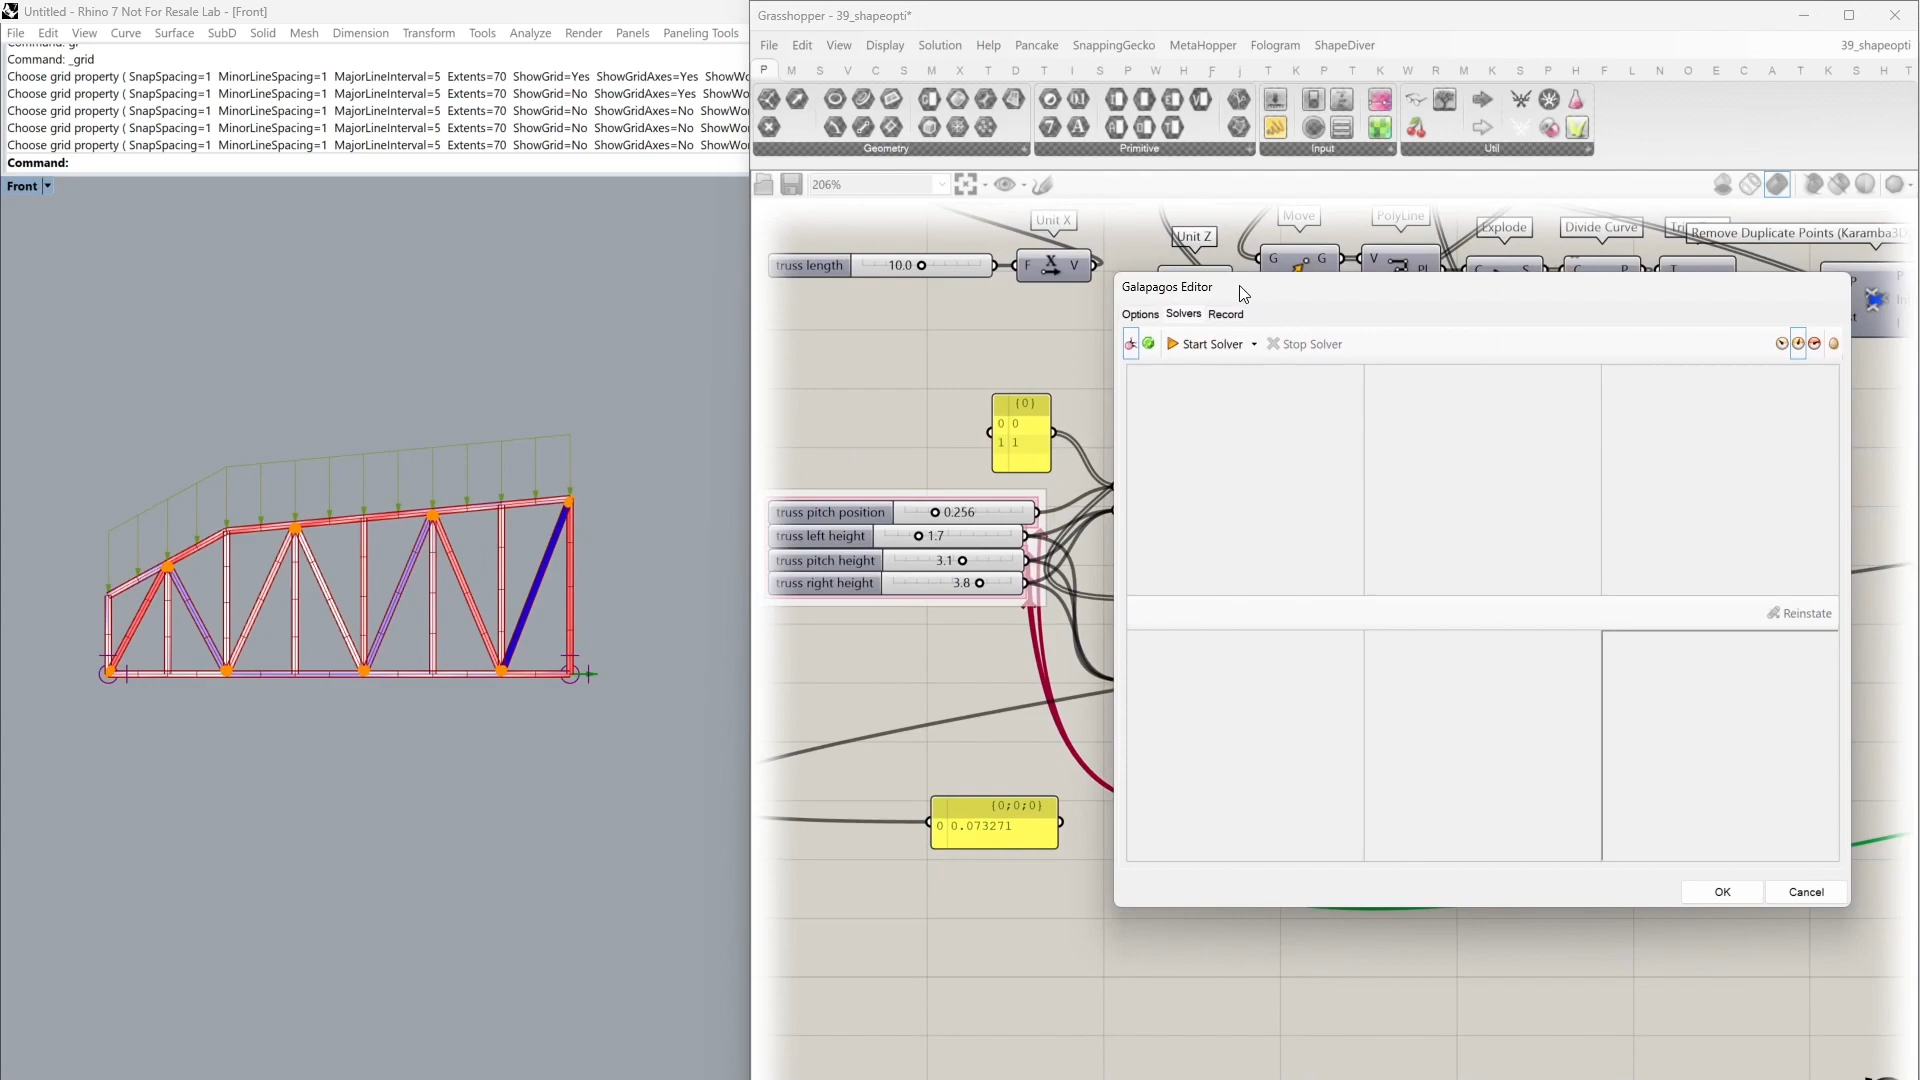 Untitled - Rhino 7 Not For Resale Lab - [Front]
File Edit View Curve Surface SubD Solid Mesh Dimension Transform Tools Analyze Render Panels Paneling Tools
Command: _grid
Choose grid property ( SnapSpacing=1 MinorLineSpacing=1 MajorLineInterval=5 Extents=70 ShowGrid=Yes ShowGridAxes=Yes ShowWo
Choose grid property ( SnapSpacing=1 MinorLineSpacing=1 MajorLineInterval=5 Extents=70 ShowGrid=No ShowGridAxes=Yes ShowWo
Choose grid property ( SnapSpacing=1 MinorLineSpacing=1 MajorLineInterval=5 Extents=70 ShowGrid=No ShowGridAxes=No ShowWor
Choose grid property ( SnapSpacing=1 MinorLineSpacing=1 MajorLineInterval=5 Extents=70 ShowGrid=No ShowGridAxes=No ShowWor
Choose grid property ( SnapSpacing=1 MinorLineSpacing=1 MajorLineInterval=5 Extents=70 ShowGrid=No ShowGridAxes=No ShowWor
Command:
Front
Grasshopper - 39_shapeopti*
File Edit View Display Solution Help Pancake SnappingGecko MetaHopper Fologram ShapeDiver 39_shapeopti
P M S V C S M X T D T I S P W H F j T K P T K W R M K S P H F L N O E C A T K S H T
Geometry Primitive Input Util
206%
Unit X
Unit Z
Move
PolyLine
Explode
Divide Curve
Remove Duplicate Points (Karamba3D
truss length 10.0
F X V
G G
V
{0}
0 0
1 1
truss pitch position 0.256
truss left height 1.7
truss pitch height 3.1
truss right height 3.8
{0;0;0}
0 0.073271
Galapagos Editor
Options Solvers Record
Start Solver Stop Solver
Reinstate
OK Cancel